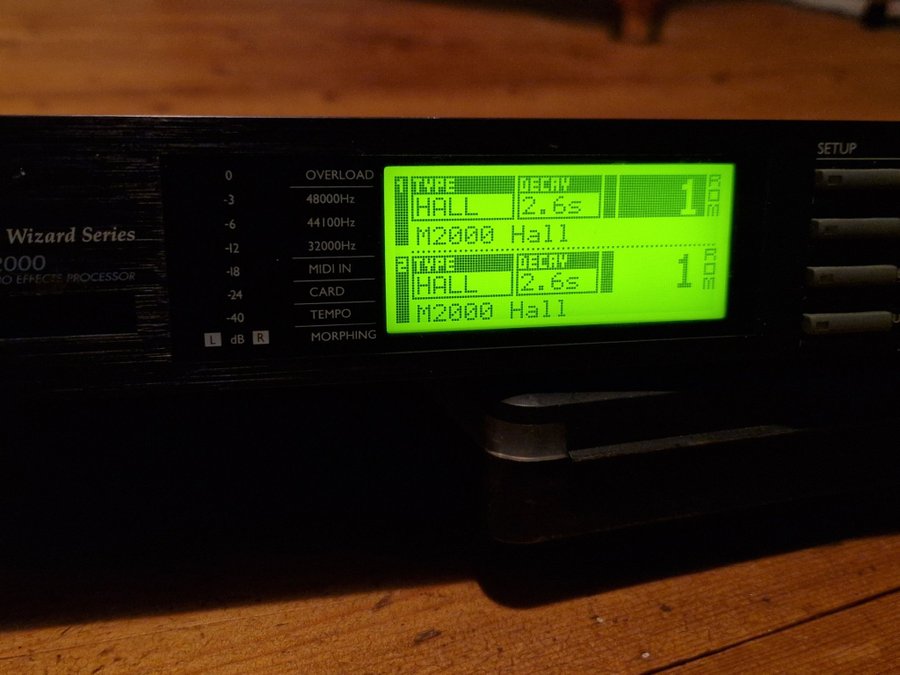 Wizard Series
2000
O EFFECTS PROCESSOR
0
-3
-6
-12
-18
-24
-40
L dB R
OVERLOAD
48000Hz
44100Hz
32000Hz
MIDI IN
CARD
TEMPO
MORPHING
1 TYPE DECAY
HALL 2.6s 1 ROM
M2000 Hall
2 TYPE DECAY
HALL 2.6s 1 ROM
M2000 Hall
SETUP